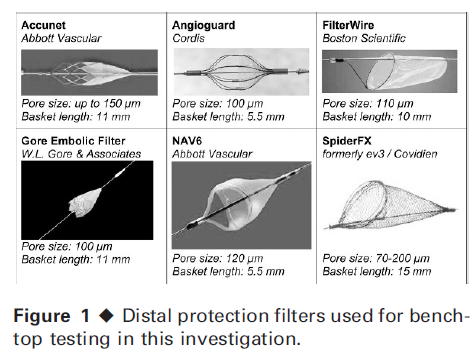 Accunet
Abbott Vascular
Pore size: up to 150 µm
Basket length: 11 mm
Angioguard
Cordis
Pore size: 100 µm
Basket length: 5.5 mm
FilterWire
Boston Scientific
Pore size: 110 µm
Basket length: 10 mm
Gore Embolic Filter
W.L. Gore & Associates
Pore size: 100 µm
Basket length: 11 mm
NAV6
Abbott Vascular
Pore size: 120 µm
Basket length: 5.5 mm
SpiderFX
formerly ev3 / Covidien
Pore size: 70-200 µm
Basket length: 15 mm
Figure 1 ◆ Distal protection filters used for bench-
top testing in this investigation.